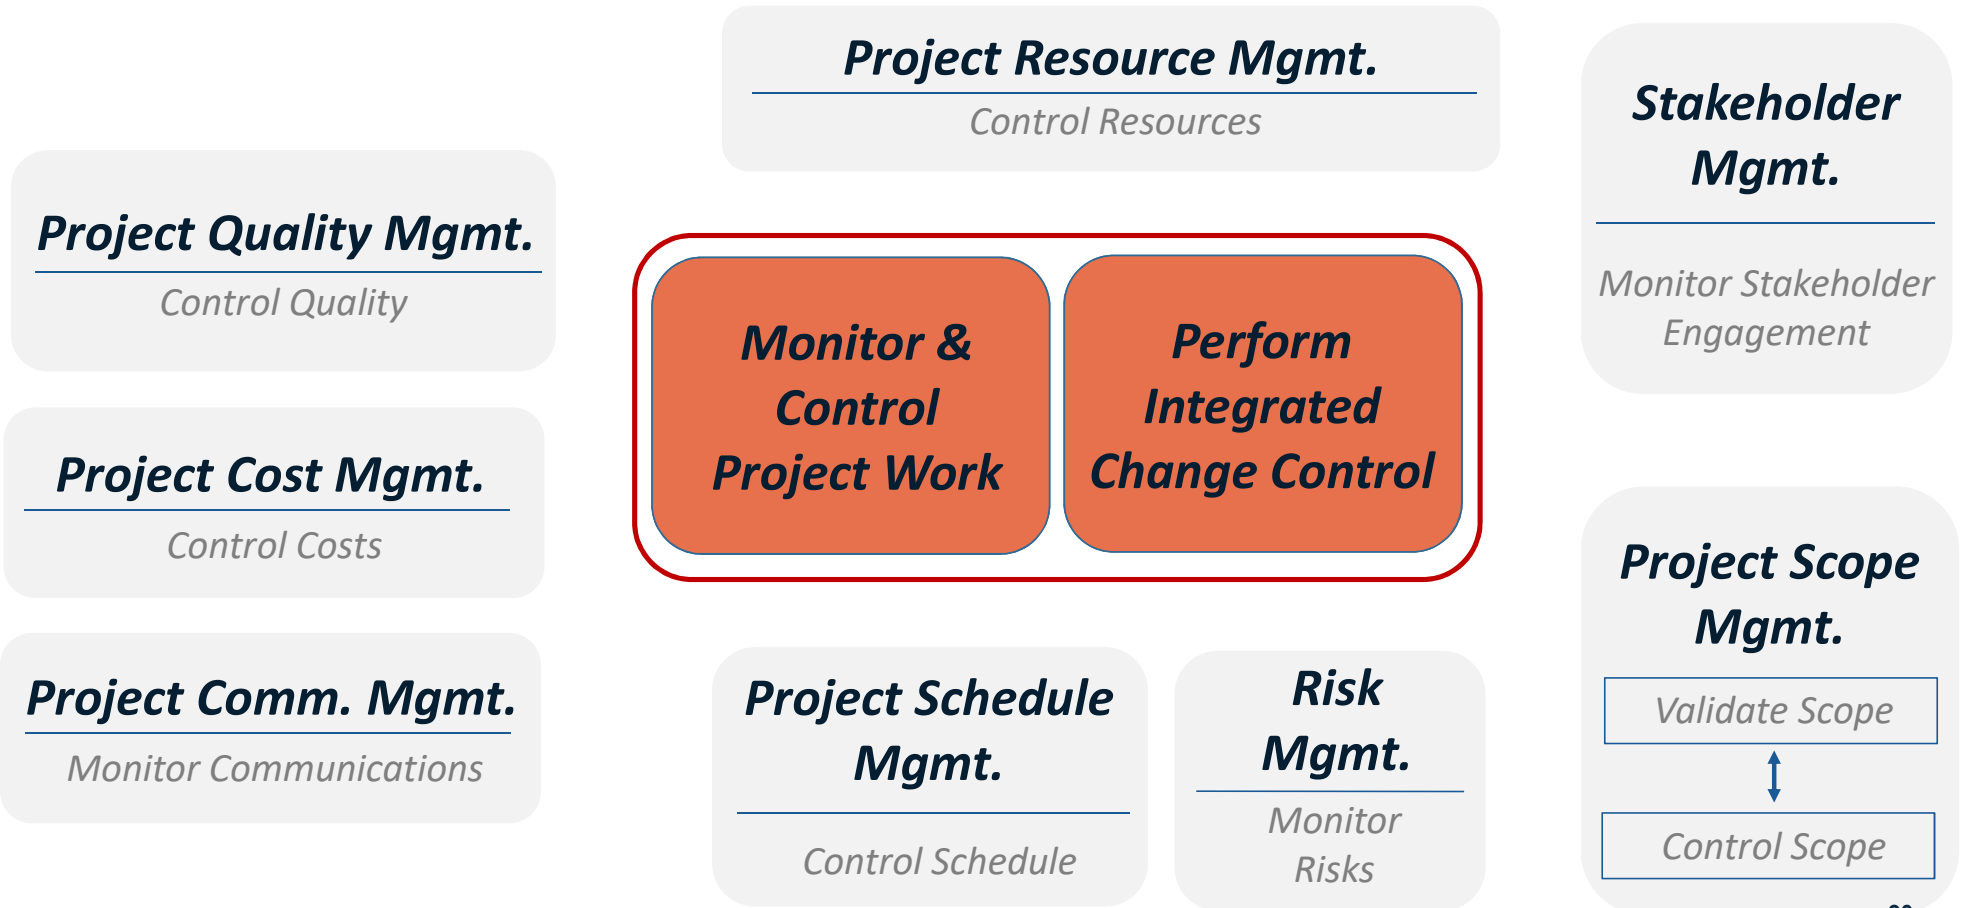 Project Resource Mgmt.
Control Resources
Stakeholder
Mgmt.
Monitor Stakeholder
Engagement
Project Quality Mgmt.
Control Quality
Monitor &
Control
Project Work
Perform
Integrated
Change Control
Project Cost Mgmt.
Control Costs
Project Scope
Mgmt.
Validate Scope
Control Scope
Project Comm. Mgmt.
Monitor Communications
Project Schedule
Mgmt.
Control Schedule
Risk
Mgmt.
Monitor
Risks